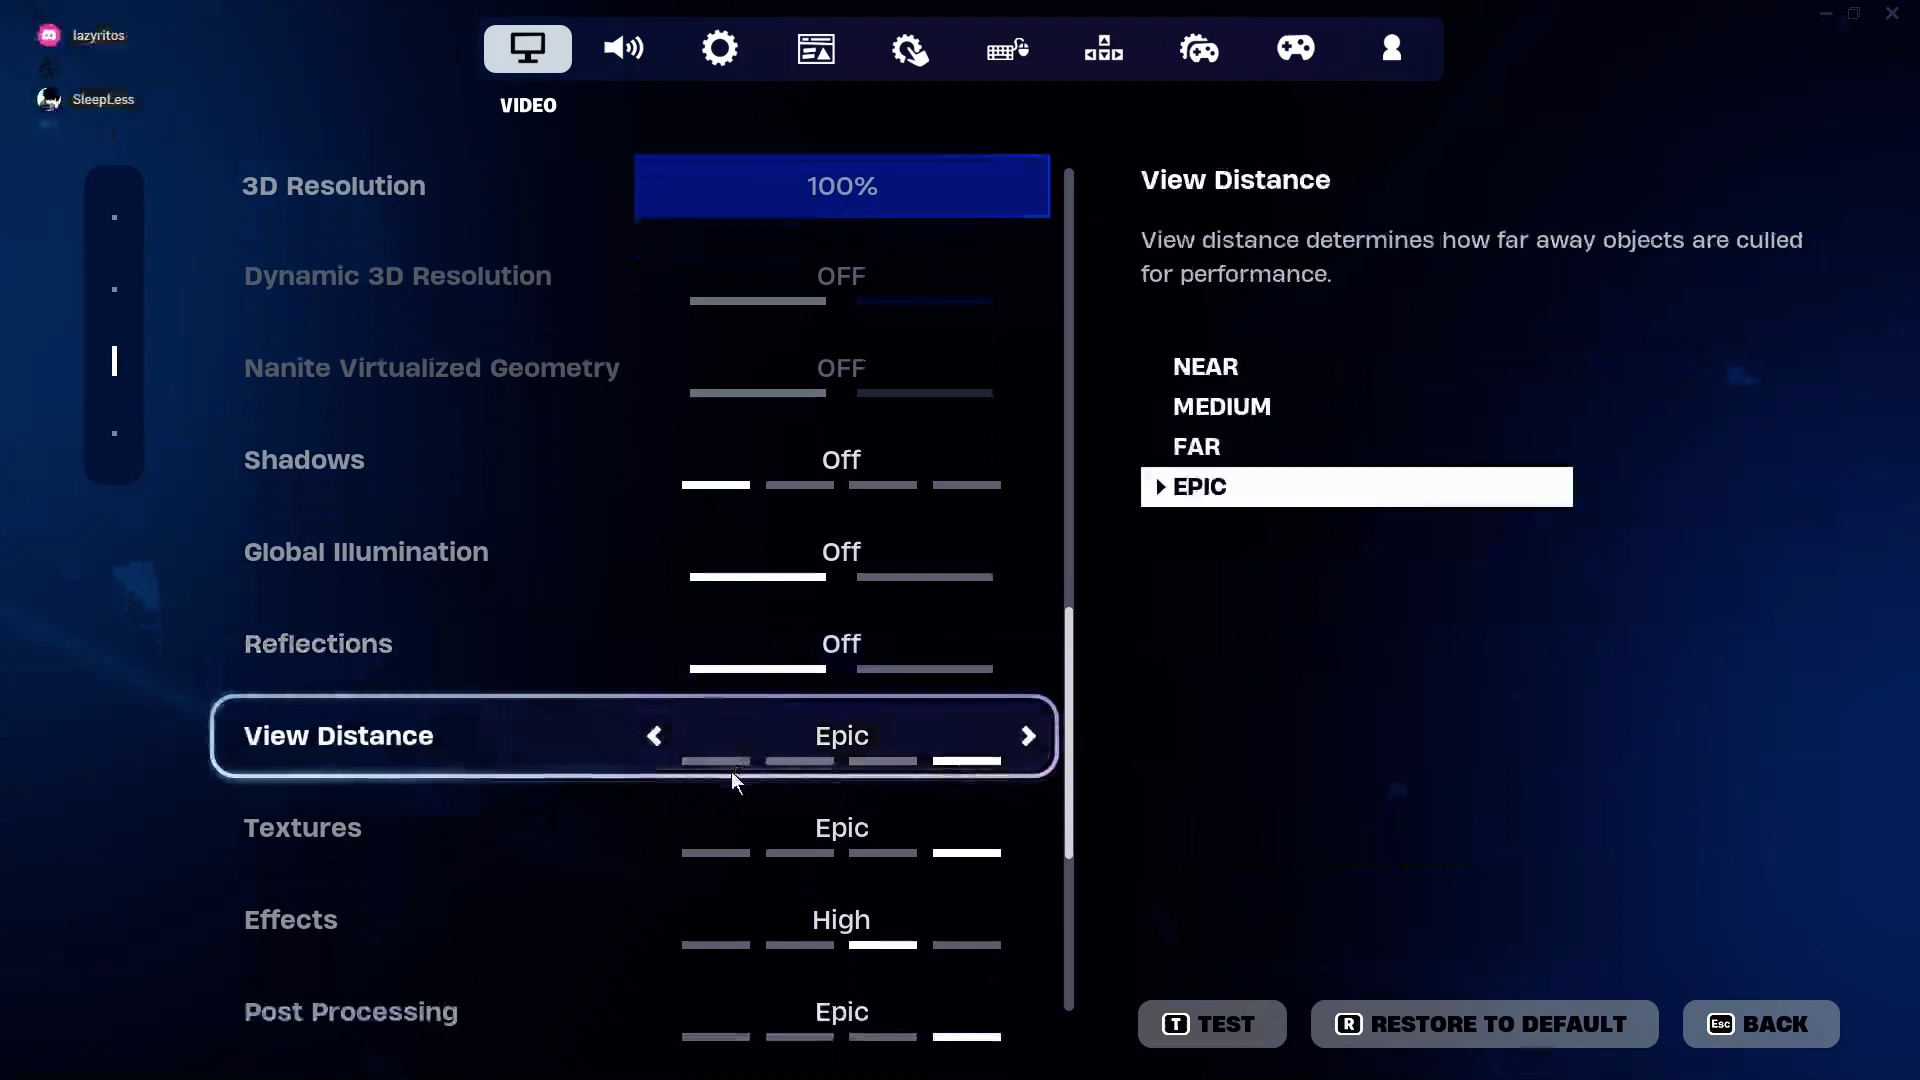 lazyritos
SleepLess
VIDEO
3D Resolution 100%
Dynamic 3D Resolution OFF
Nanite Virtualized Geometry OFF
Shadows Off
Global Illumination Off
Reflections Off
View Distance Epic
Textures Epic
Effects High
Post Processing Epic
View Distance
View distance determines how far away objects are culled
for performance.
NEAR
MEDIUM
FAR
EPIC
T TEST
R RESTORE TO DEFAULT
Esc BACK